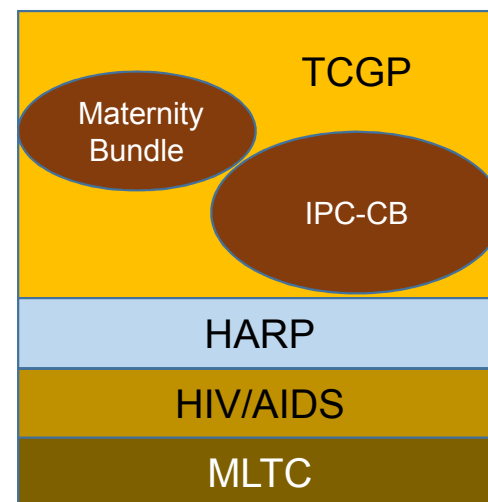 TCGP
Maternity
Bundle
IPC-CB
HARP
HIV/AIDS
MLTC